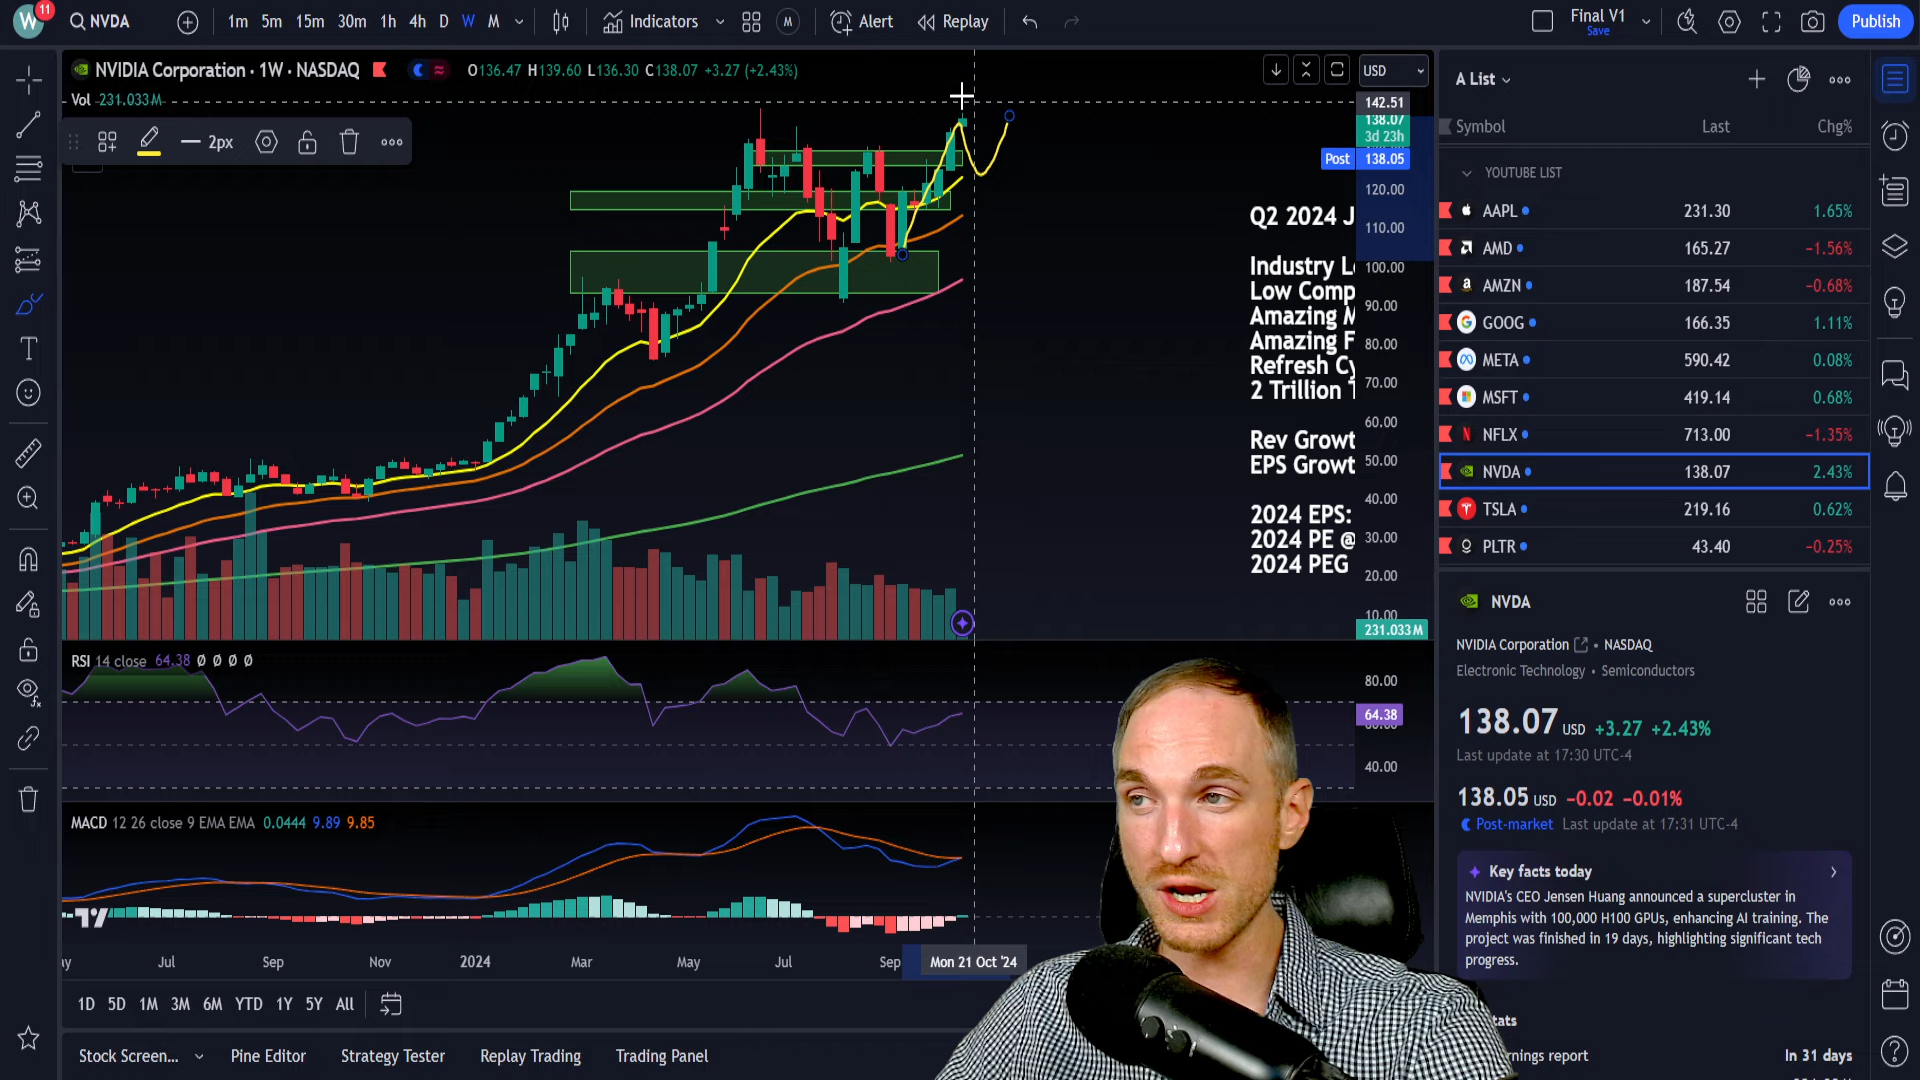 W 11 NVDA 1m 5m 15m 30m 1h 4h D W M Indicators M Alert Replay Final V1 Save Publish
NVIDIA Corporation · 1W · NASDAQ O136.47 H139.60 L136.30 C138.07 +3.27 (+2.43%) USD
Vol 231.033M
2px
142.51
138.07
3d 23h
Post 138.05
120.00
110.00
100.00
90.00
80.00
70.00
60.00
50.00
40.00
30.00
20.00
10.00
231.033M
Q2 2024 J
Industry L
Low Comp
Amazing M
Amazing F
Refresh Cy
2 Trillion
Rev Growt
EPS Growt
2024 EPS:
2024 PE @
2024 PEG
RSI 14 close 64.38 Ø Ø Ø Ø
80.00
64.38
40.00
MACD 12 26 close 9 EMA EMA 0.0444 9.89 9.85
Jul Sep Nov 2024 Mar May Jul Sep Mon 21 Oct '24
1D 5D 1M 3M 6M YTD 1Y 5Y All
Stock Screen... Pine Editor Strategy Tester Replay Trading Trading Panel
A List
Symbol Last Chg%
YOUTUBE LIST
AAPL 231.30 1.65%
AMD 165.27 −1.56%
AMZN 187.54 −0.68%
GOOG 166.35 1.11%
META 590.42 0.08%
MSFT 419.14 0.68%
NFLX 713.00 −1.35%
NVDA 138.07 2.43%
TSLA 219.16 0.62%
PLTR 43.40 −0.25%
NVDA
NVIDIA Corporation • NASDAQ
Electronic Technology • Semiconductors
138.07 USD +3.27 +2.43%
Last update at 17:30 UTC-4
138.05 USD −0.02 −0.01%
Post-market Last update at 17:31 UTC-4
Key facts today
NVIDIA's CEO Jensen Huang announced a supercluster in
Memphis with 100,000 H100 GPUs, enhancing AI training. The
project was finished in 19 days, highlighting significant tech
progress.
tats
rnings report In 31 days